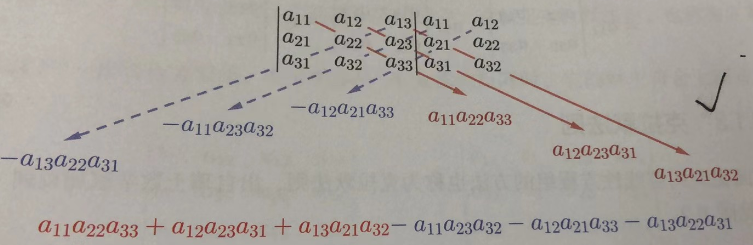 a₁₁ a₁₂ a₁₃ a₁₁ a₁₂
a₂₁ a₂₂ a₂₃ a₂₁ a₂₂
a₃₁ a₃₂ a₃₃ a₃₁ a₃₂
−a₁₃a₂₂a₃₁ −a₁₁a₂₃a₃₂ −a₁₂a₂₁a₃₃ a₁₁a₂₂a₃₃ a₁₂a₂₃a₃₁ a₁₃a₂₁a₃₂
a₁₁a₂₂a₃₃ + a₁₂a₂₃a₃₁ + a₁₃a₂₁a₃₂ − a₁₁a₂₃a₃₂ − a₁₂a₂₁a₃₃ − a₁₃a₂₂a₃₁